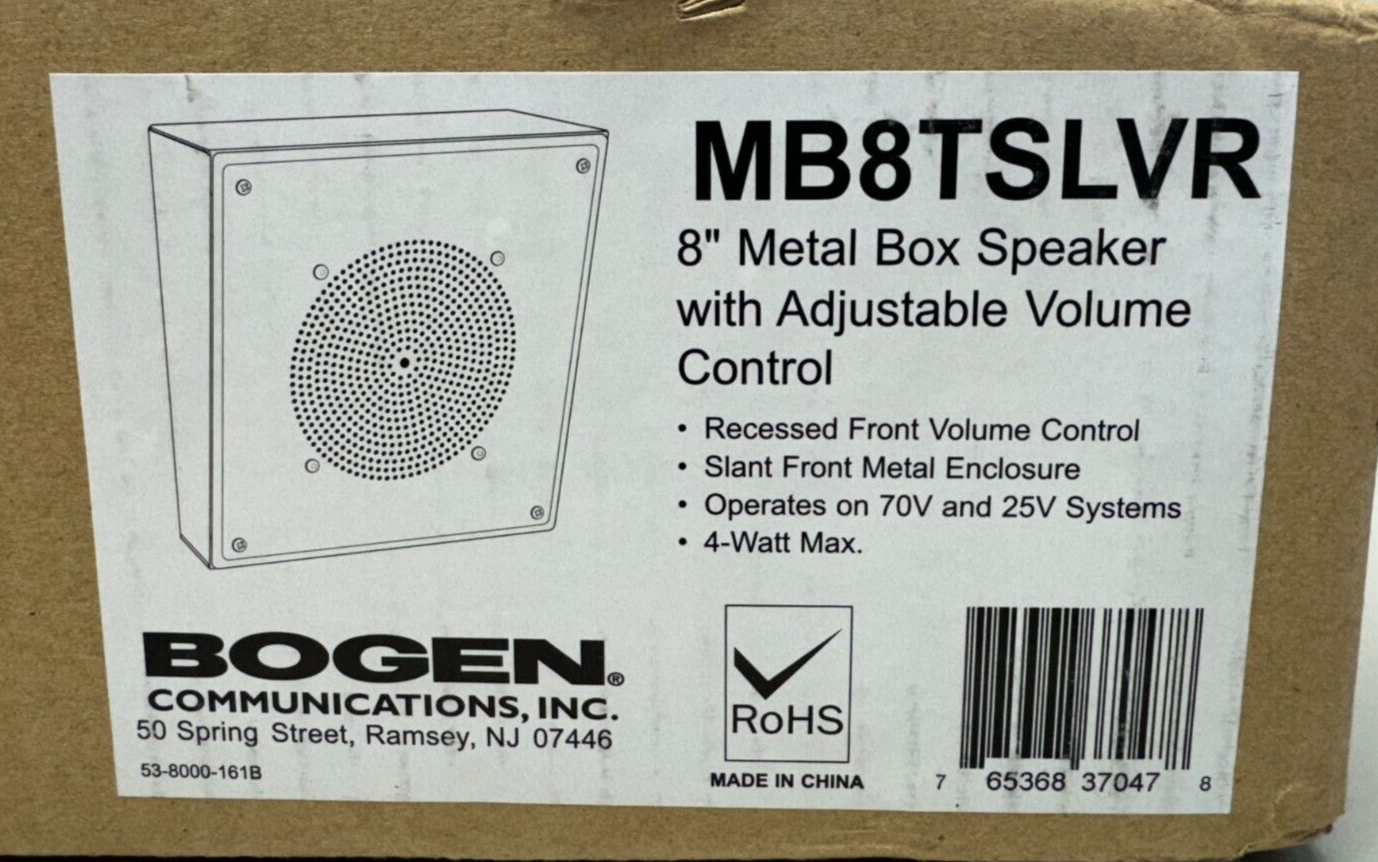 MB8TSLVR
8" Metal Box Speaker
with Adjustable Volume
Control
• Recessed Front Volume Control
• Slant Front Metal Enclosure
• Operates on 70V and 25V Systems
• 4-Watt Max.
BOGEN®
COMMUNICATIONS, INC.
50 Spring Street, Ramsey, NJ 07446
53-8000-161B
RoHS
MADE IN CHINA
7 65368 37047 8